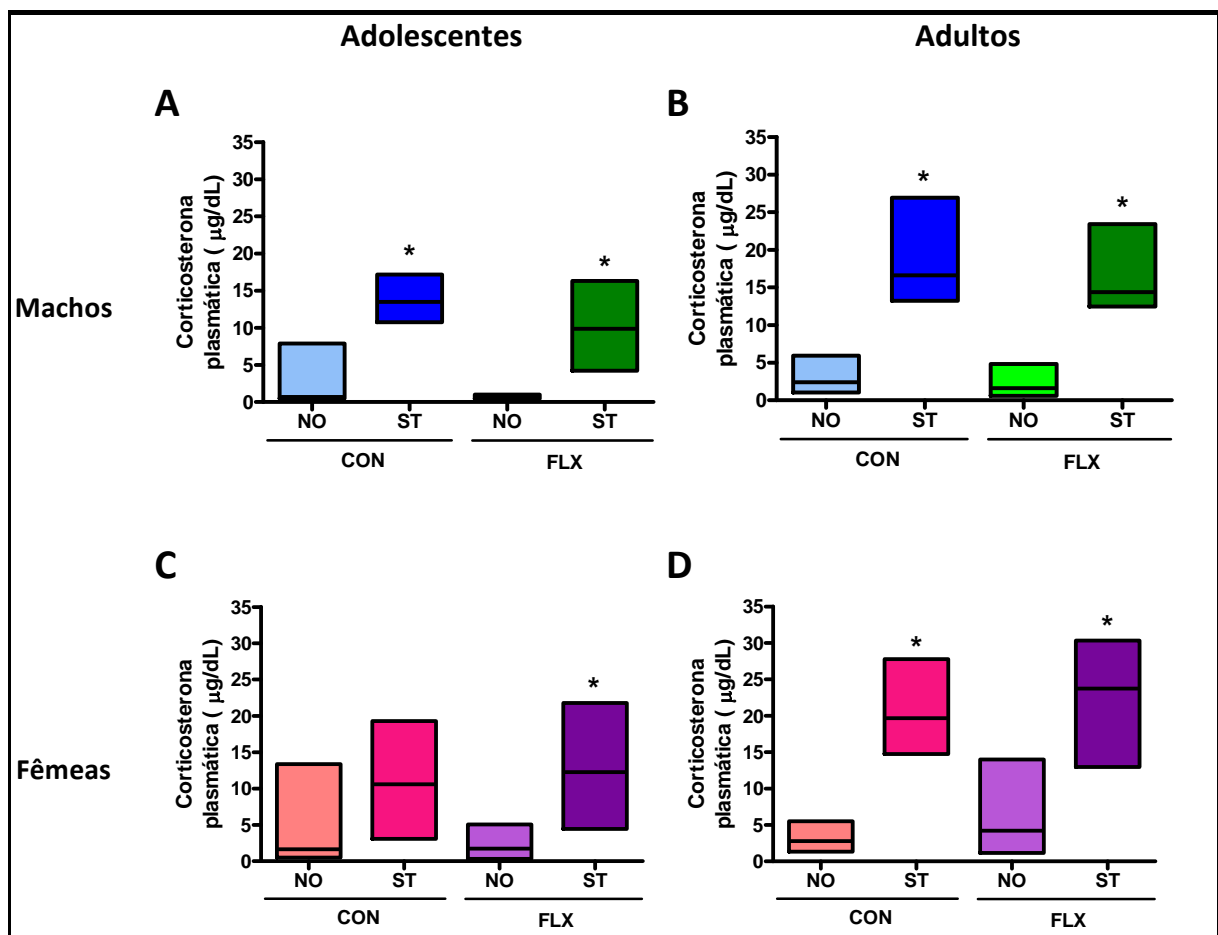 Adolescentes
Adultos
Machos
A
Corticosterona
plasmática ( µg/dL)
35
30
25
20
15
10
5
0
*
*
NO
ST
NO
ST
CON
FLX
B
Corticosterona
plasmática ( µg/dL)
35
30
25
20
15
10
5
0
*
*
NO
ST
NO
ST
CON
FLX
Fêmeas
C
Corticosterona
plasmática ( µg/dL)
35
30
25
20
15
10
5
0
*
NO
ST
NO
ST
CON
FLX
D
Corticosterona
plasmática ( µg/dL)
35
30
25
20
15
10
5
0
*
*
NO
ST
NO
ST
CON
FLX